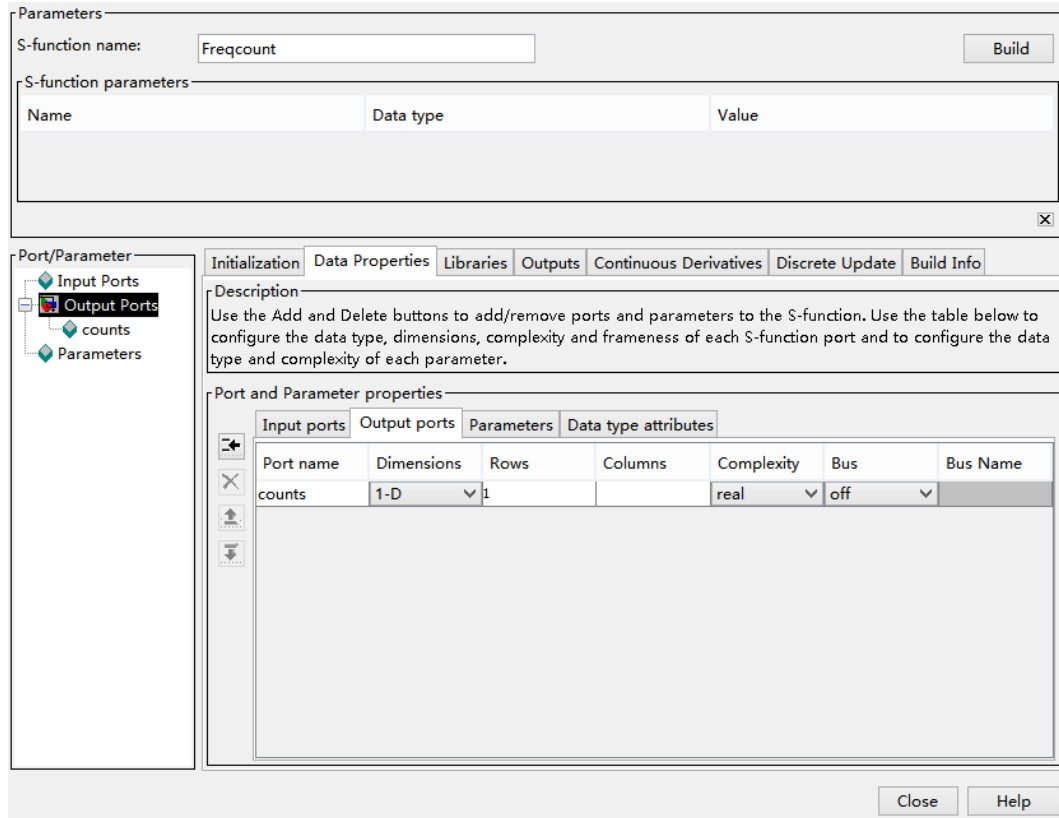 Parameters
S-function name: Freqcount Build
S-function parameters
Name Data type Value
Port/Parameter
Input Ports
Output Ports
counts
Parameters
Initialization Data Properties Libraries Outputs Continuous Derivatives Discrete Update Build Info
Description
Use the Add and Delete buttons to add/remove ports and parameters to the S-function. Use the table below to
configure the data type, dimensions, complexity and frameness of each S-function port and to configure the data
type and complexity of each parameter.
Port and Parameter properties
Input ports Output ports Parameters Data type attributes
Port name Dimensions Rows Columns Complexity Bus Bus Name
counts 1-D 1 real off
Close Help